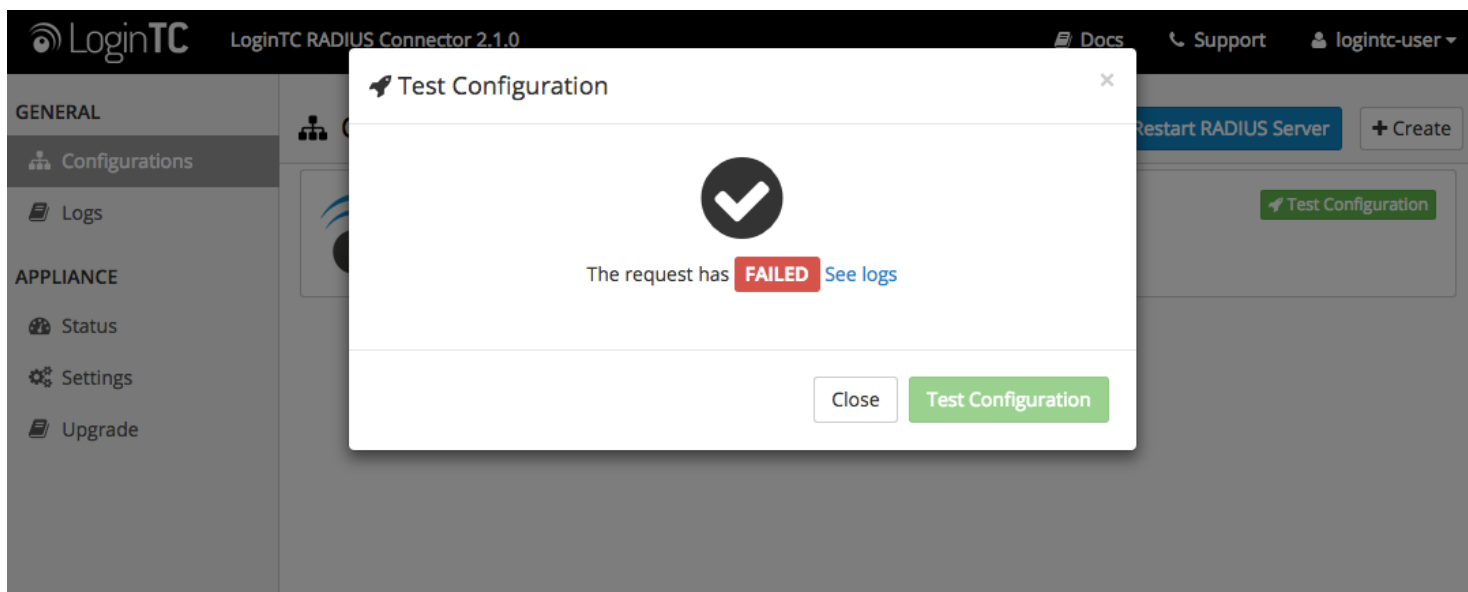 LoginTC
LoginTC RADIUS Connector 2.1.0
Docs
Support
logintc-user
GENERAL
Configurations
Logs
APPLIANCE
Status
Settings
Upgrade
Restart RADIUS Server
Create
Test Configuration
Test Configuration
The request has FAILED See logs
Close
Test Configuration